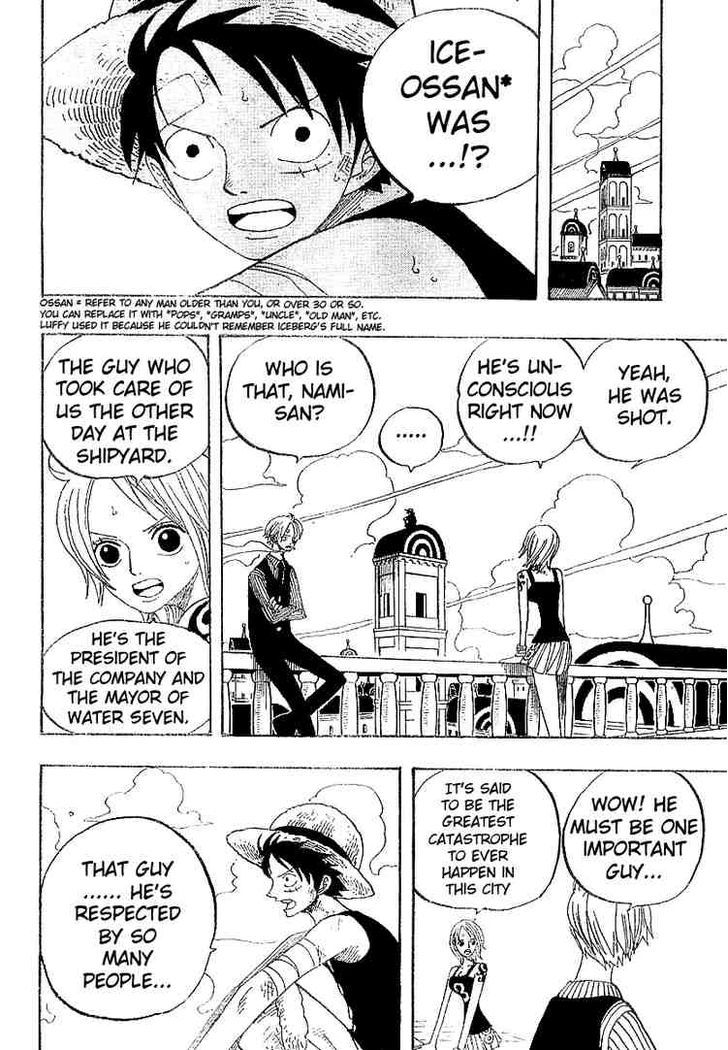 ICE-
OSSAN*
WAS
...!?
OSSAN * REFER TO ANY MAN OLDER THAN YOU, OR OVER 30 OR SO.
YOU CAN REPLACE IT WITH "POPS", "GRAMPS", "UNCLE", "OLD MAN", ETC.
LUFFY USED IT BECAUSE HE COULDN'T REMEMBER ICEBERG'S FULL NAME.
YEAH,
HE WAS
SHOT.
HE'S UN-
CONSCIOUS
RIGHT NOW
...!!
.....
WHO IS
THAT, NAMI-
SAN?
THE GUY WHO
TOOK CARE OF
US THE OTHER
DAY AT THE
SHIPYARD.
HE'S THE
PRESIDENT OF
THE COMPANY AND
THE MAYOR OF
WATER SEVEN.
WOW! HE
MUST BE ONE
IMPORTANT
GUY...
IT'S SAID
TO BE THE
GREATEST
CATASTROPHE
TO EVER
HAPPEN IN
THIS CITY
THAT GUY
...... HE'S
RESPECTED
BY SO
MANY
PEOPLE...